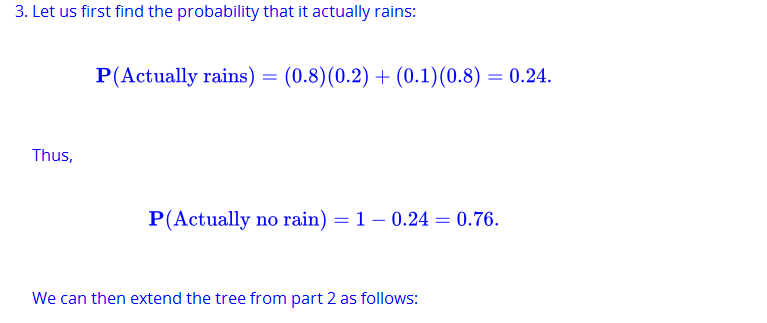 3. Let us first find the probability that it actually rains:
P(Actually rains) = (0.8)(0.2) + (0.1)(0.8) = 0.24.
Thus,
P(Actually no rain) = 1 − 0.24 = 0.76.
We can then extend the tree from part 2 as follows: